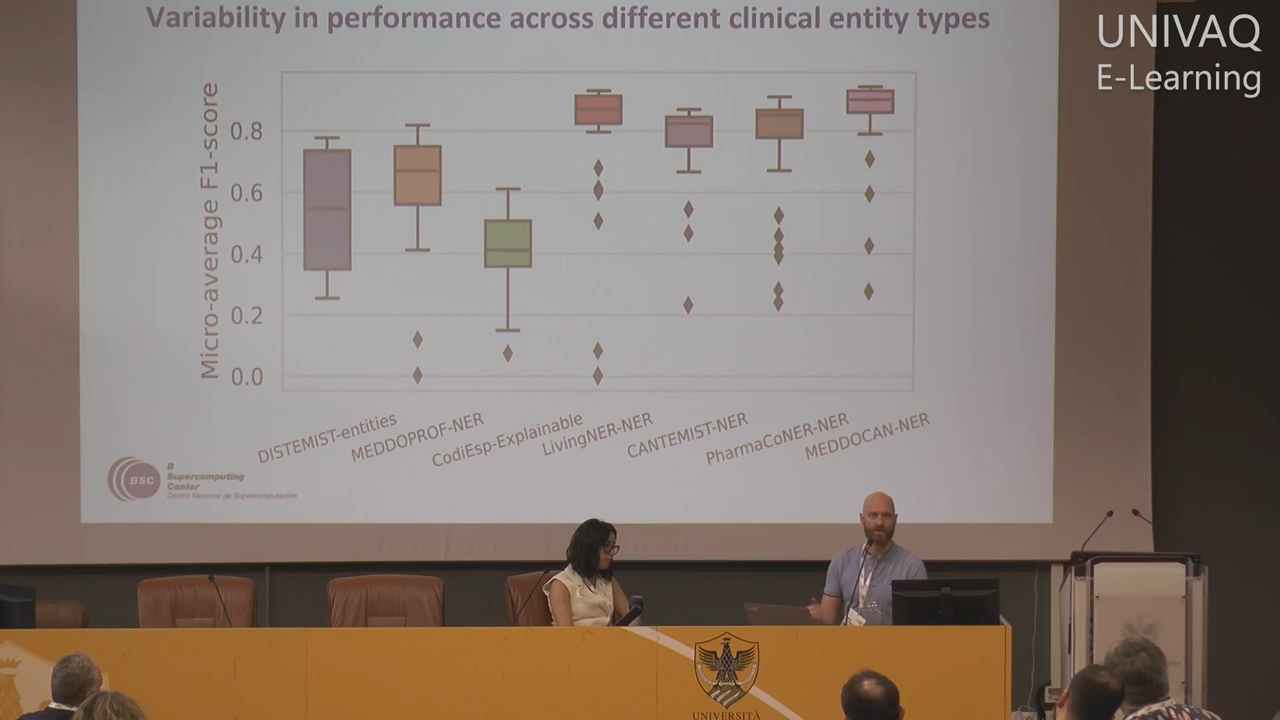 Variability in performance across different clinical entity types
UNIVAQ
E-Learning
Micro-average F1-score
0.8
0.6
0.4
0.2
0.0
DISTEMIST-entities
MEDDOPROF-NER
CodiEsp-Explainable
LivingNER-NER
CANTEMIST-NER
PharmaCoNER-NER
MEDDOCAN-NER
BSC
B
Supercomputing
Center
Centro Nacional de Supercomputación
UNIVERSITÀ